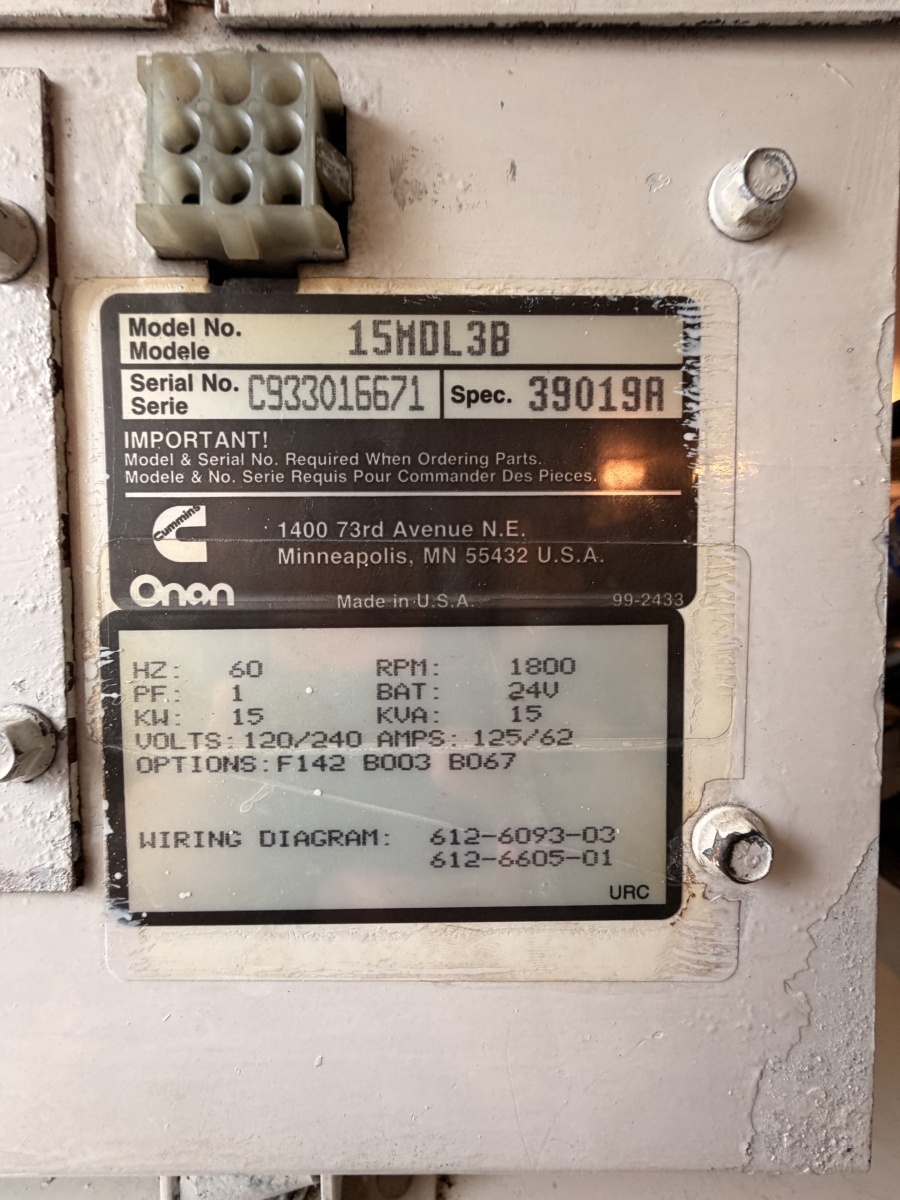 Model No. 15MDL3B
Modele
Serial No. C933016671 Spec. 39019A
Serie
IMPORTANT!
Model & Serial No. Required When Ordering Parts.
Modele & No. Serie Requis Pour Commander Des Pieces.
Cummins 1400 73rd Avenue N.E.
Minneapolis, MN 55432 U.S.A.
Onan Made in U.S.A. 99-2433
HZ: 60 RPM: 1800
PF: 1 BAT: 24V
KW: 15 KVA: 15
VOLTS: 120/240 AMPS: 125/62
OPTIONS: F142 B003 B067
WIRING DIAGRAM: 612-6093-03
612-6605-01
URC